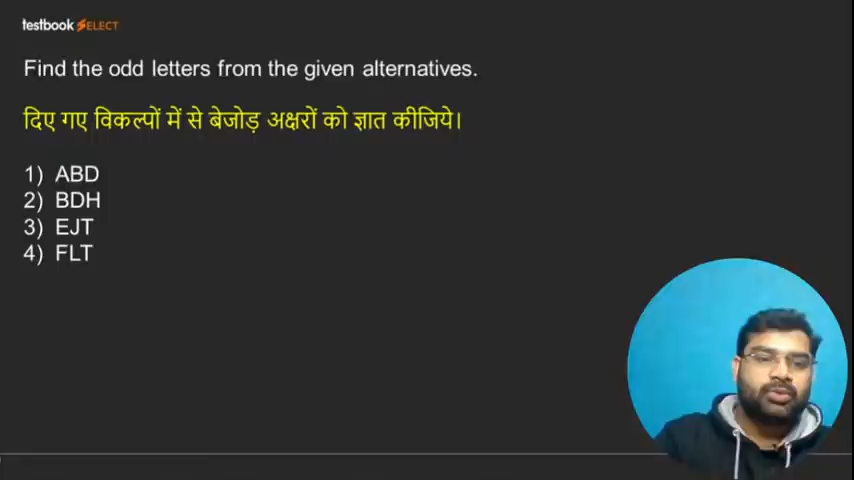 testbook SELECT
Find the odd letters from the given alternatives.
दिए गए विकल्पों में से बेजोड़ अक्षरों को ज्ञात कीजिये।
1) ABD
2) BDH
3) EJT
4) FLT